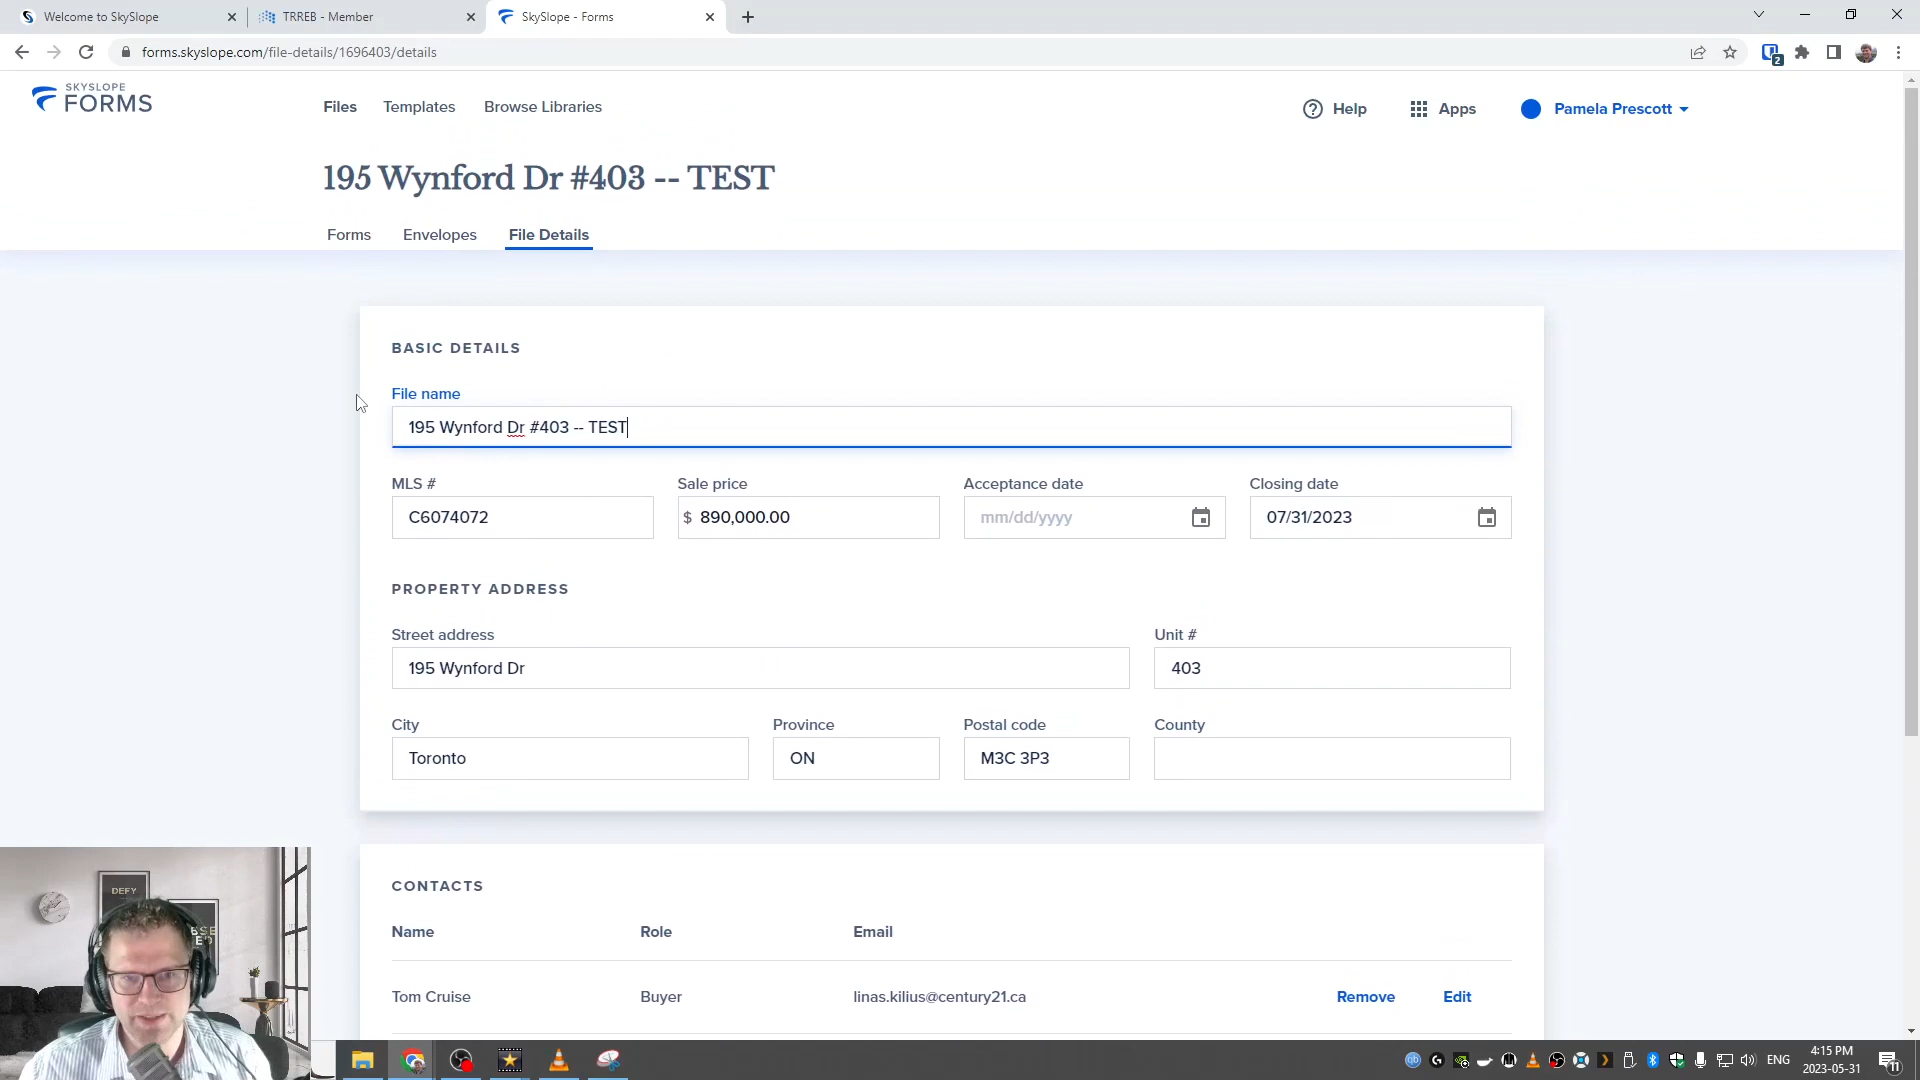 Welcome to SkySlope
TRREB - Member
SkySlope - Forms
forms.skyslope.com/file-details/1696403/details
2
SKYSLOPE
FORMS
Files
Templates
Browse Libraries
Help
Apps
Pamela Prescott
195 Wynford Dr #403 -- TEST
Forms
Envelopes
File Details
BASIC DETAILS
File name
195 Wynford Dr #403 -- TEST
MLS #
Sale price
Acceptance date
Closing date
C6074072
$ 890,000.00
mm/dd/yyyy
07/31/2023
PROPERTY ADDRESS
Street address
Unit #
195 Wynford Dr
403
City
Province
Postal code
County
Toronto
ON
M3C 3P3
CONTACTS
Name
Role
Email
Tom Cruise
Buyer
linas.kilius@century21.ca
Remove
Edit
DEFY
ENG
4:15 PM
2023-05-31
11